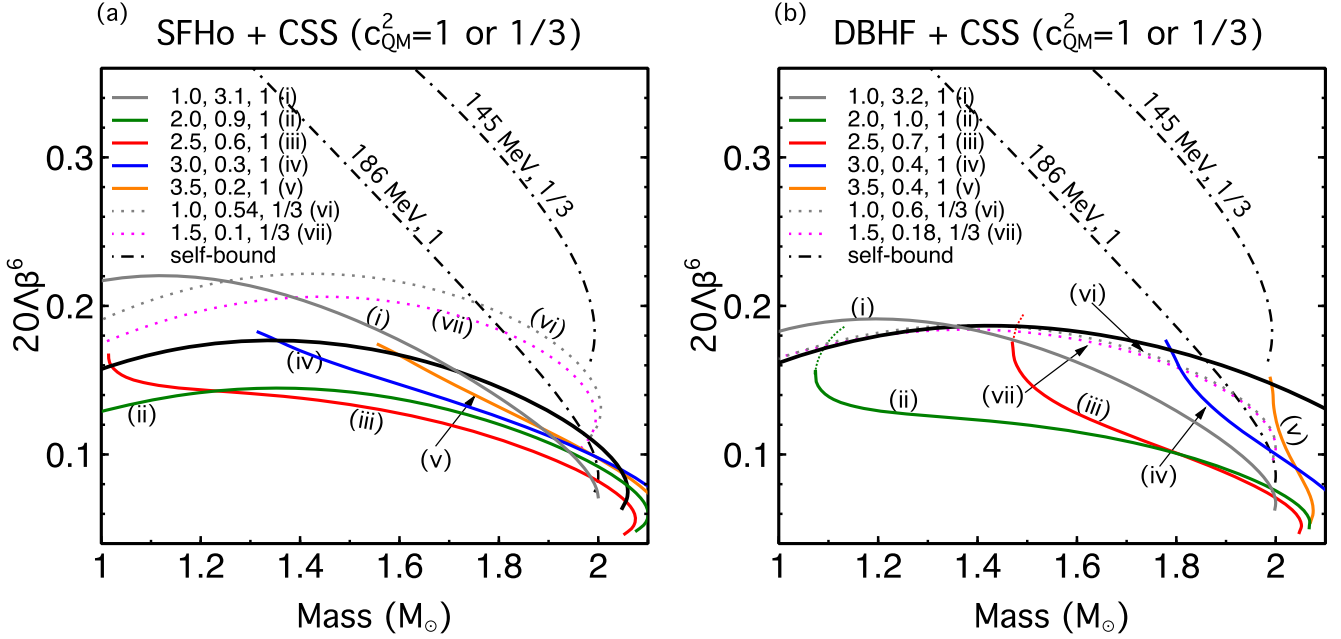 (a)
SFHo + CSS (c²QM=1 or 1/3)
1.0, 3.1, 1 (i)
2.0, 0.9, 1 (ii)
2.5, 0.6, 1 (iii)
3.0, 0.3, 1 (iv)
3.5, 0.2, 1 (v)
1.0, 0.54, 1/3 (vi)
1.5, 0.1, 1/3 (vii)
self-bound
145 MeV, 1/3
186 MeV, 1
(i)
(vii)
(vi)
(iv)
(ii)
(iii)
(v)
20Λβ⁶
0.3
0.2
0.1
1
1.2
1.4
1.6
1.8
2
Mass (M⊙)
(b)
DBHF + CSS (c²QM=1 or 1/3)
1.0, 3.2, 1 (i)
2.0, 1.0, 1 (ii)
2.5, 0.7, 1 (iii)
3.0, 0.4, 1 (iv)
3.5, 0.4, 1 (v)
1.0, 0.6, 1/3 (vi)
1.5, 0.18, 1/3 (vii)
self-bound
145 MeV, 1/3
186 MeV, 1
(i)
(vi)
(vii)
(ii)
(iii)
(iv)
(v)
20Λβ⁶
0.3
0.2
0.1
1
1.2
1.4
1.6
1.8
2
Mass (M⊙)